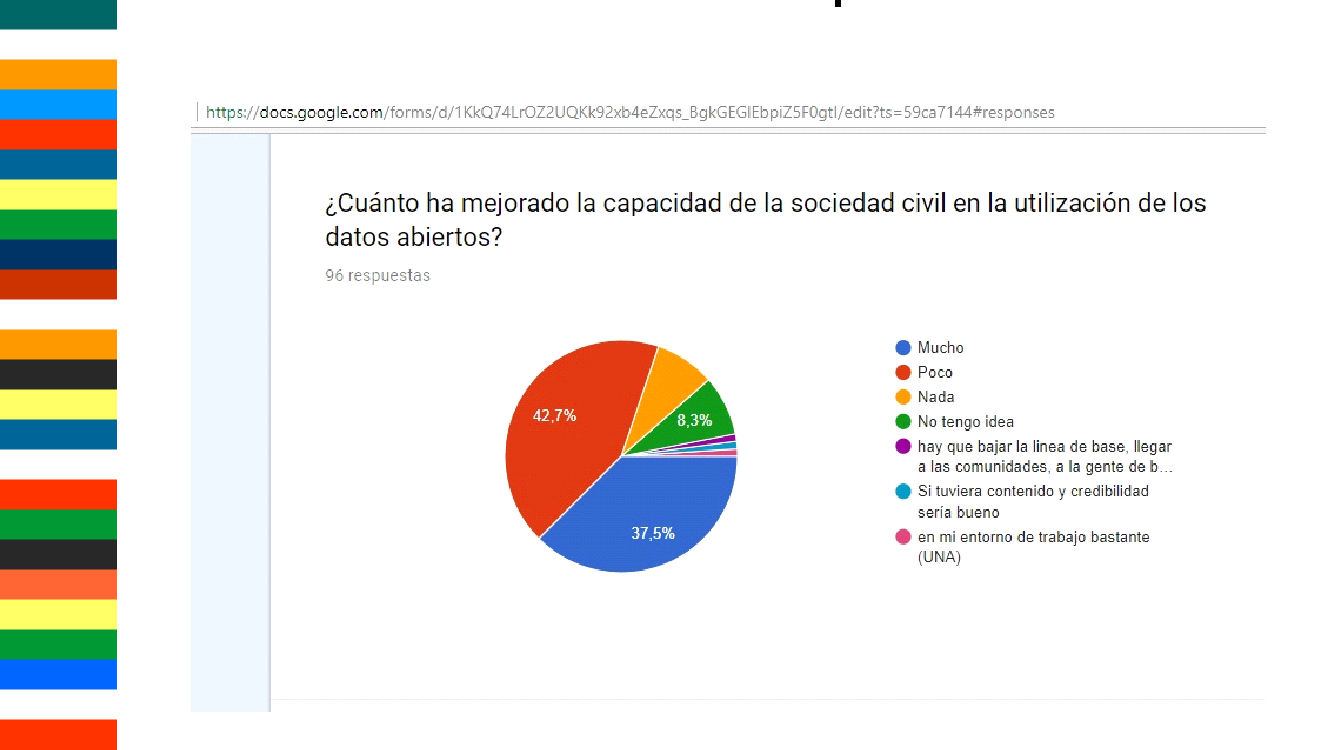 https://docs.google.com/forms/d/1KkQ74LrOZ2UQKk92xb4eZxqs_BgkGEGlEbpiZ5F0gtI/edit?ts=59ca7144#responses
¿Cuánto ha mejorado la capacidad de la sociedad civil en la utilización de los
datos abiertos?
96 respuestas
42,7%
8,3%
37,5%
Mucho
Poco
Nada
No tengo idea
hay que bajar la linea de base, llegar
a las comunidades, a la gente de b...
Si tuviera contenido y credibilidad
sería bueno
en mi entorno de trabajo bastante
(UNA)